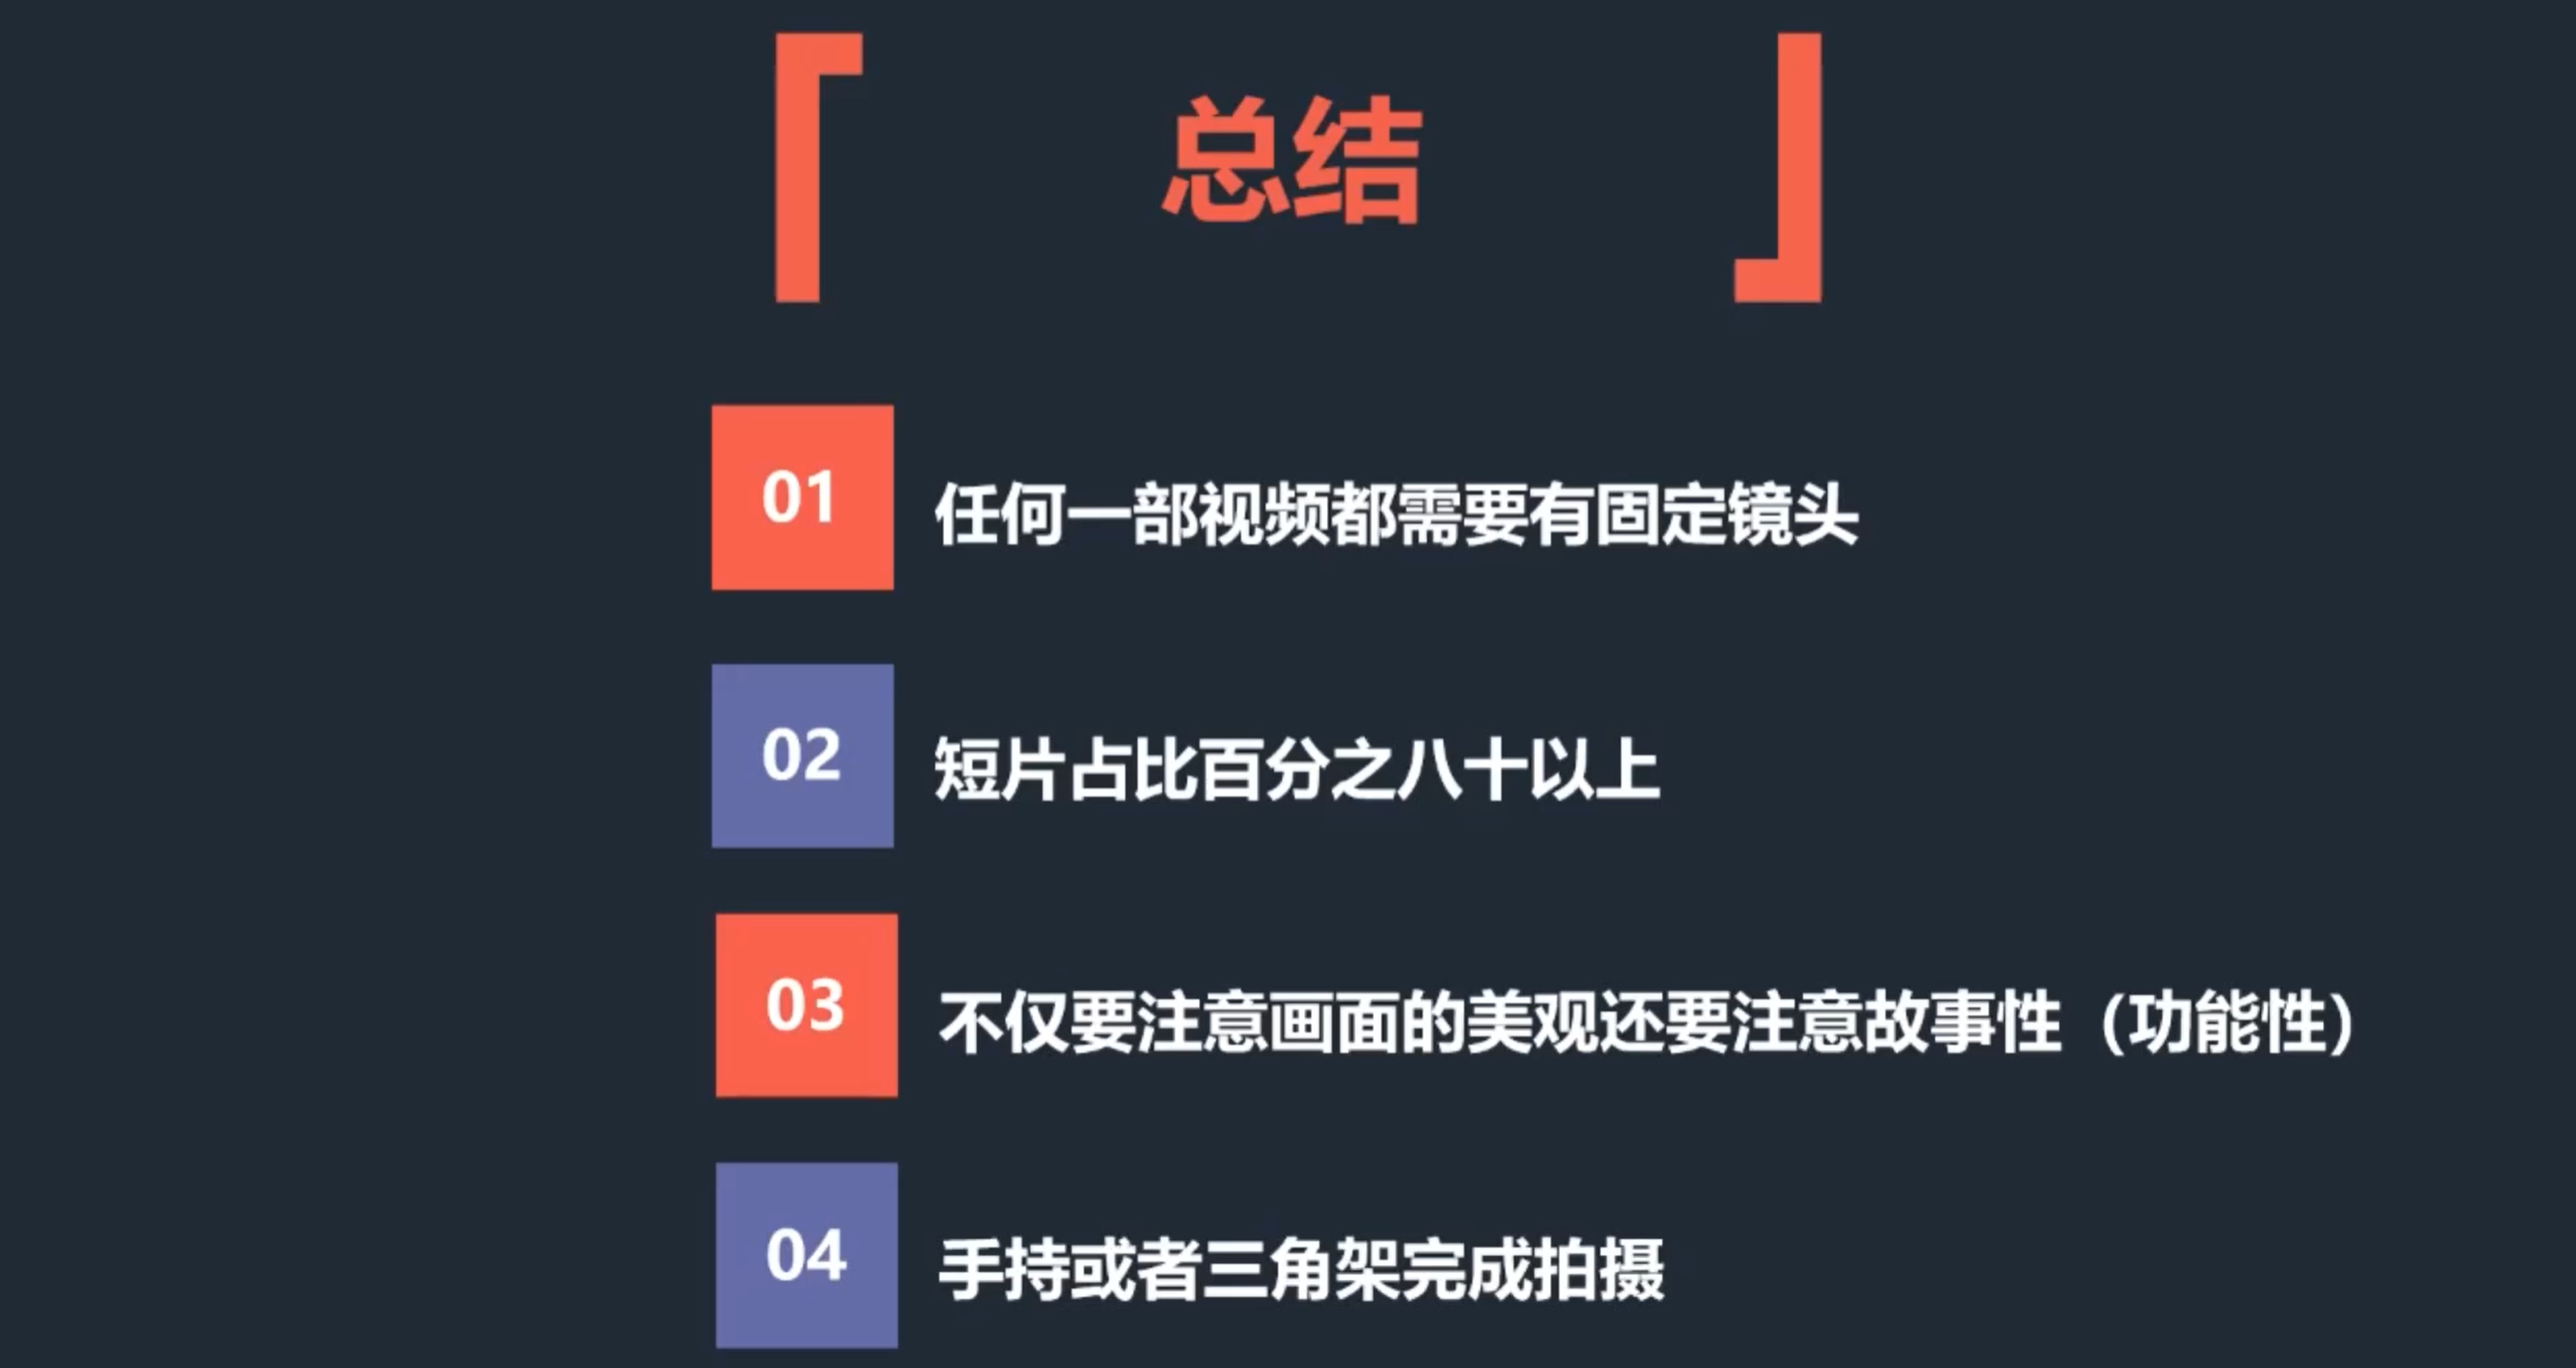 总结
01
任何一部视频都需要有固定镜头
02
短片占比百分之八十以上
03
不仅要注意画面的美观还要注意故事性（功能性）
04
手持或者三角架完成拍摄